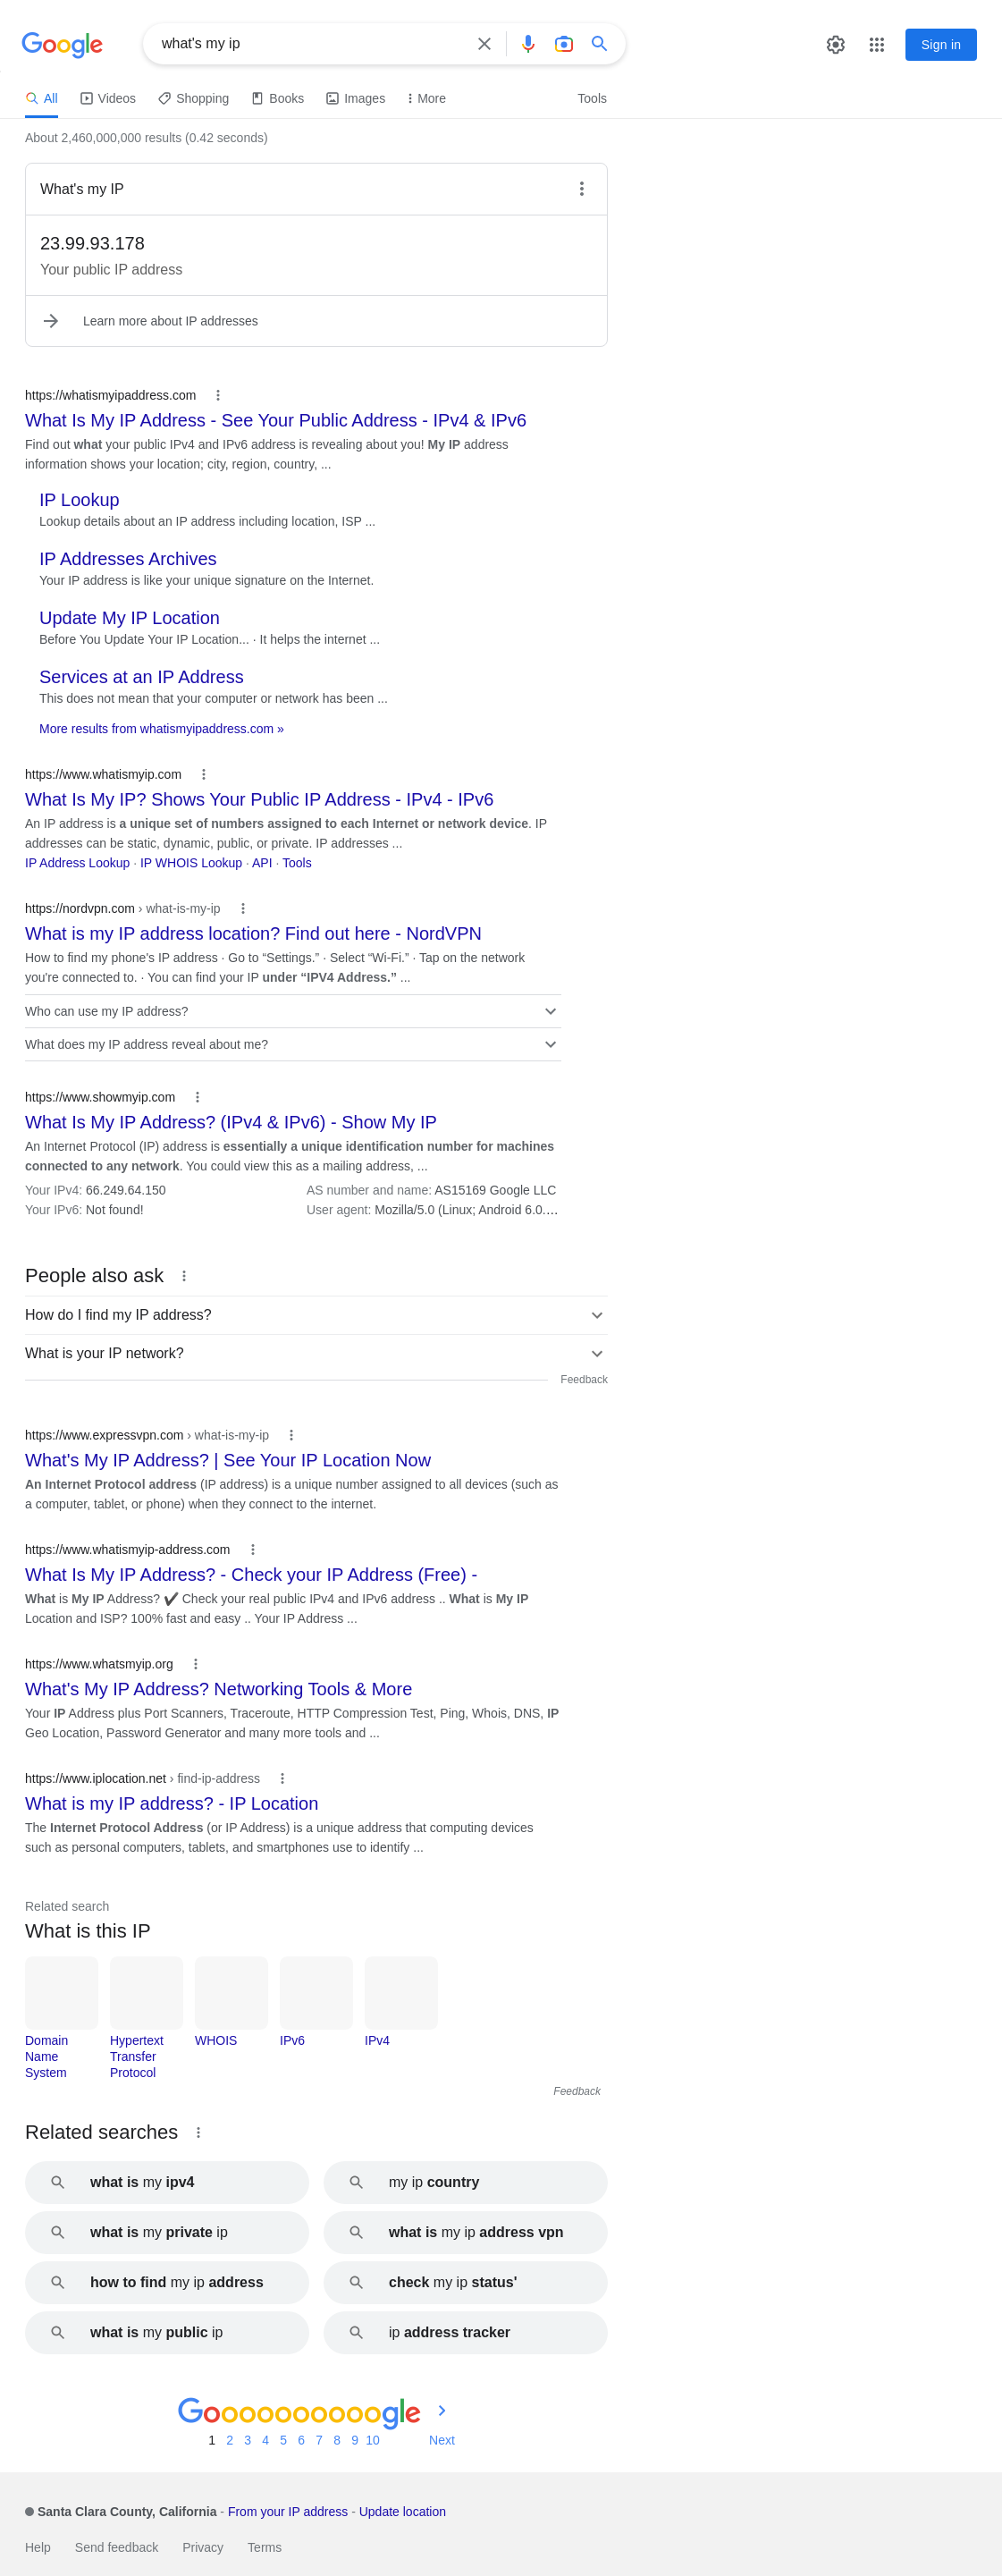 Google
what's my ip
Sign in
All
Videos
Shopping
Books
Images
More
Tools
About 2,460,000,000 results (0.42 seconds)
What's my IP
23.99.93.178
Your public IP address
Learn more about IP addresses
https://whatismyipaddress.com
What Is My IP Address - See Your Public Address - IPv4 & IPv6
Find out what your public IPv4 and IPv6 address is revealing about you! My IP address
information shows your location; city, region, country, ...
IP Lookup
Lookup details about an IP address including location, ISP ...
IP Addresses Archives
Your IP address is like your unique signature on the Internet.
Update My IP Location
Before You Update Your IP Location... · It helps the internet ...
Services at an IP Address
This does not mean that your computer or network has been ...
More results from whatismyipaddress.com »
https://www.whatismyip.com
What Is My IP? Shows Your Public IP Address - IPv4 - IPv6
An IP address is a unique set of numbers assigned to each Internet or network device. IP
addresses can be static, dynamic, public, or private. IP addresses ...
IP Address Lookup · IP WHOIS Lookup · API · Tools
https://nordvpn.com › what-is-my-ip
What is my IP address location? Find out here - NordVPN
How to find my phone's IP address · Go to “Settings.” · Select “Wi-Fi.” · Tap on the network
you're connected to. · You can find your IP under “IPV4 Address.” ...
Who can use my IP address?
What does my IP address reveal about me?
https://www.showmyip.com
What Is My IP Address? (IPv4 & IPv6) - Show My IP
An Internet Protocol (IP) address is essentially a unique identification number for machines
connected to any network. You could view this as a mailing address, ...
Your IPv4: 66.249.64.150
AS number and name: AS15169 Google LLC
Your IPv6: Not found!
User agent: Mozilla/5.0 (Linux; Android 6.0....
People also ask
How do I find my IP address?
What is your IP network?
Feedback
https://www.expressvpn.com › what-is-my-ip
What's My IP Address? | See Your IP Location Now
An Internet Protocol address (IP address) is a unique number assigned to all devices (such as
a computer, tablet, or phone) when they connect to the internet.
https://www.whatismyip-address.com
What Is My IP Address? - Check your IP Address (Free) -
What is My IP Address? ✔️ Check your real public IPv4 and IPv6 address .. What is My IP
Location and ISP? 100% fast and easy .. Your IP Address ...
https://www.whatsmyip.org
What's My IP Address? Networking Tools & More
Your IP Address plus Port Scanners, Traceroute, HTTP Compression Test, Ping, Whois, DNS, IP
Geo Location, Password Generator and many more tools and ...
https://www.iplocation.net › find-ip-address
What is my IP address? - IP Location
The Internet Protocol Address (or IP Address) is a unique address that computing devices
such as personal computers, tablets, and smartphones use to identify ...
Related search
What is this IP
Domain
Name
System
Hypertext
Transfer
Protocol
WHOIS
IPv6
IPv4
Feedback
Related searches
what is my ipv4
my ip country
what is my private ip
what is my ip address vpn
how to find my ip address
check my ip status'
what is my public ip
ip address tracker
Goooooooooogle
1 2 3 4 5 6 7 8 9 10 Next
Santa Clara County, California - From your IP address - Update location
Help Send feedback Privacy Terms